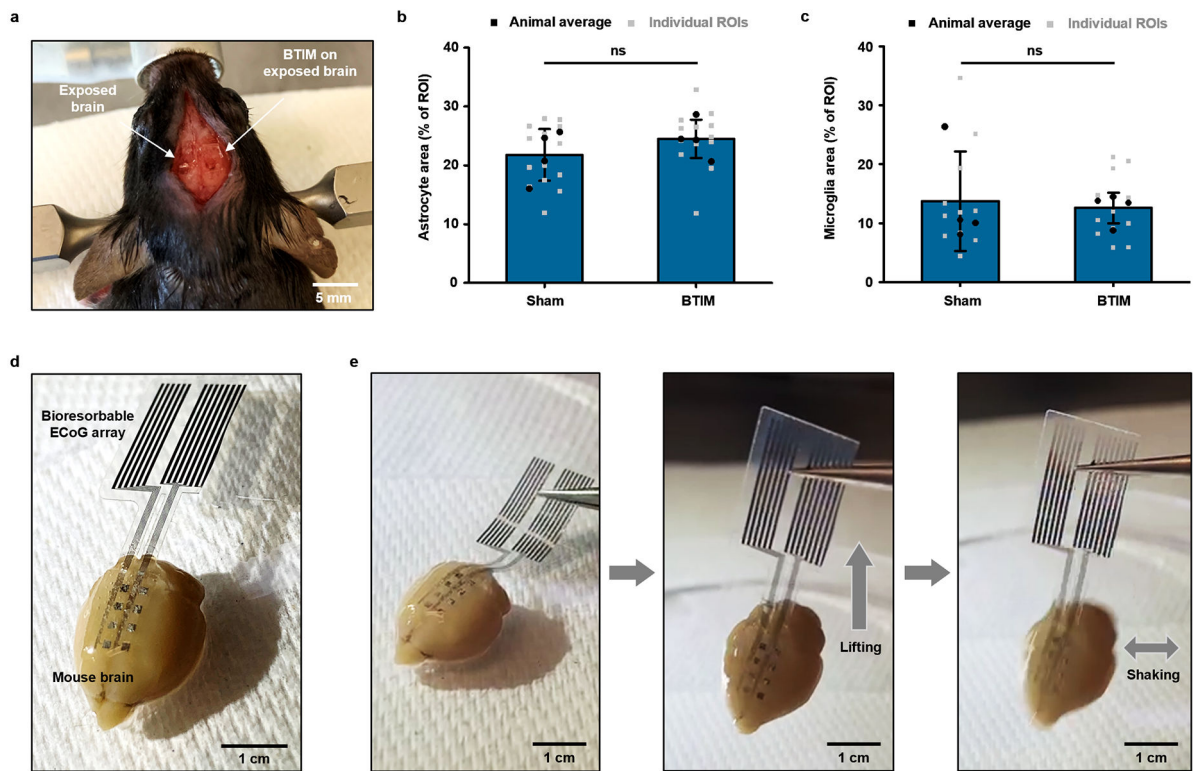 a
Exposed
brain
BTIM on
exposed brain
5 mm
b
Animal average
Individual ROIs
Astrocyte area (% of ROI)
40
30
20
10
0
ns
Sham
BTIM
c
Animal average
Individual ROIs
Microglia area (% of ROI)
40
30
20
10
0
ns
Sham
BTIM
d
Bioresorbable
ECoG array
Mouse brain
1 cm
e
1 cm
Lifting
1 cm
Shaking
1 cm